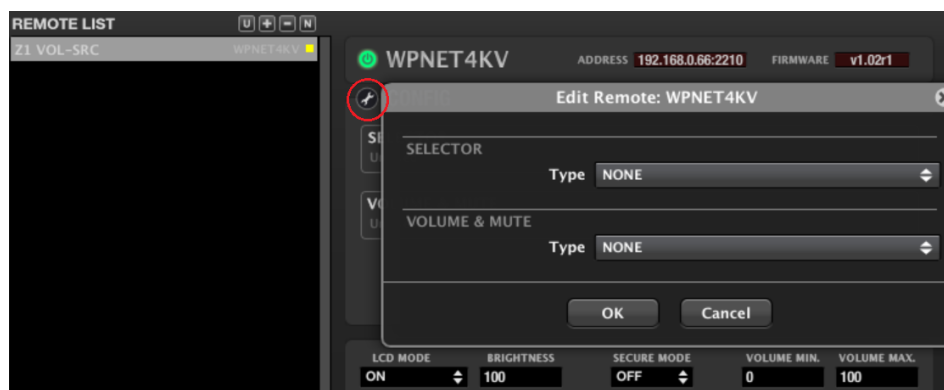 REMOTE LIST U + - N
Z1 VOL-SRC WPNET4KV
WPNET4KV ADDRESS 192.168.0.66:2210 FIRMWARE v1.02r1
CONFIG
Edit Remote: WPNET4KV
SELECTOR
Type NONE
VOLUME & MUTE
Type NONE
OK Cancel
LCD MODE BRIGHTNESS SECURE MODE VOLUME MIN. VOLUME MAX.
ON 100 OFF 0 100